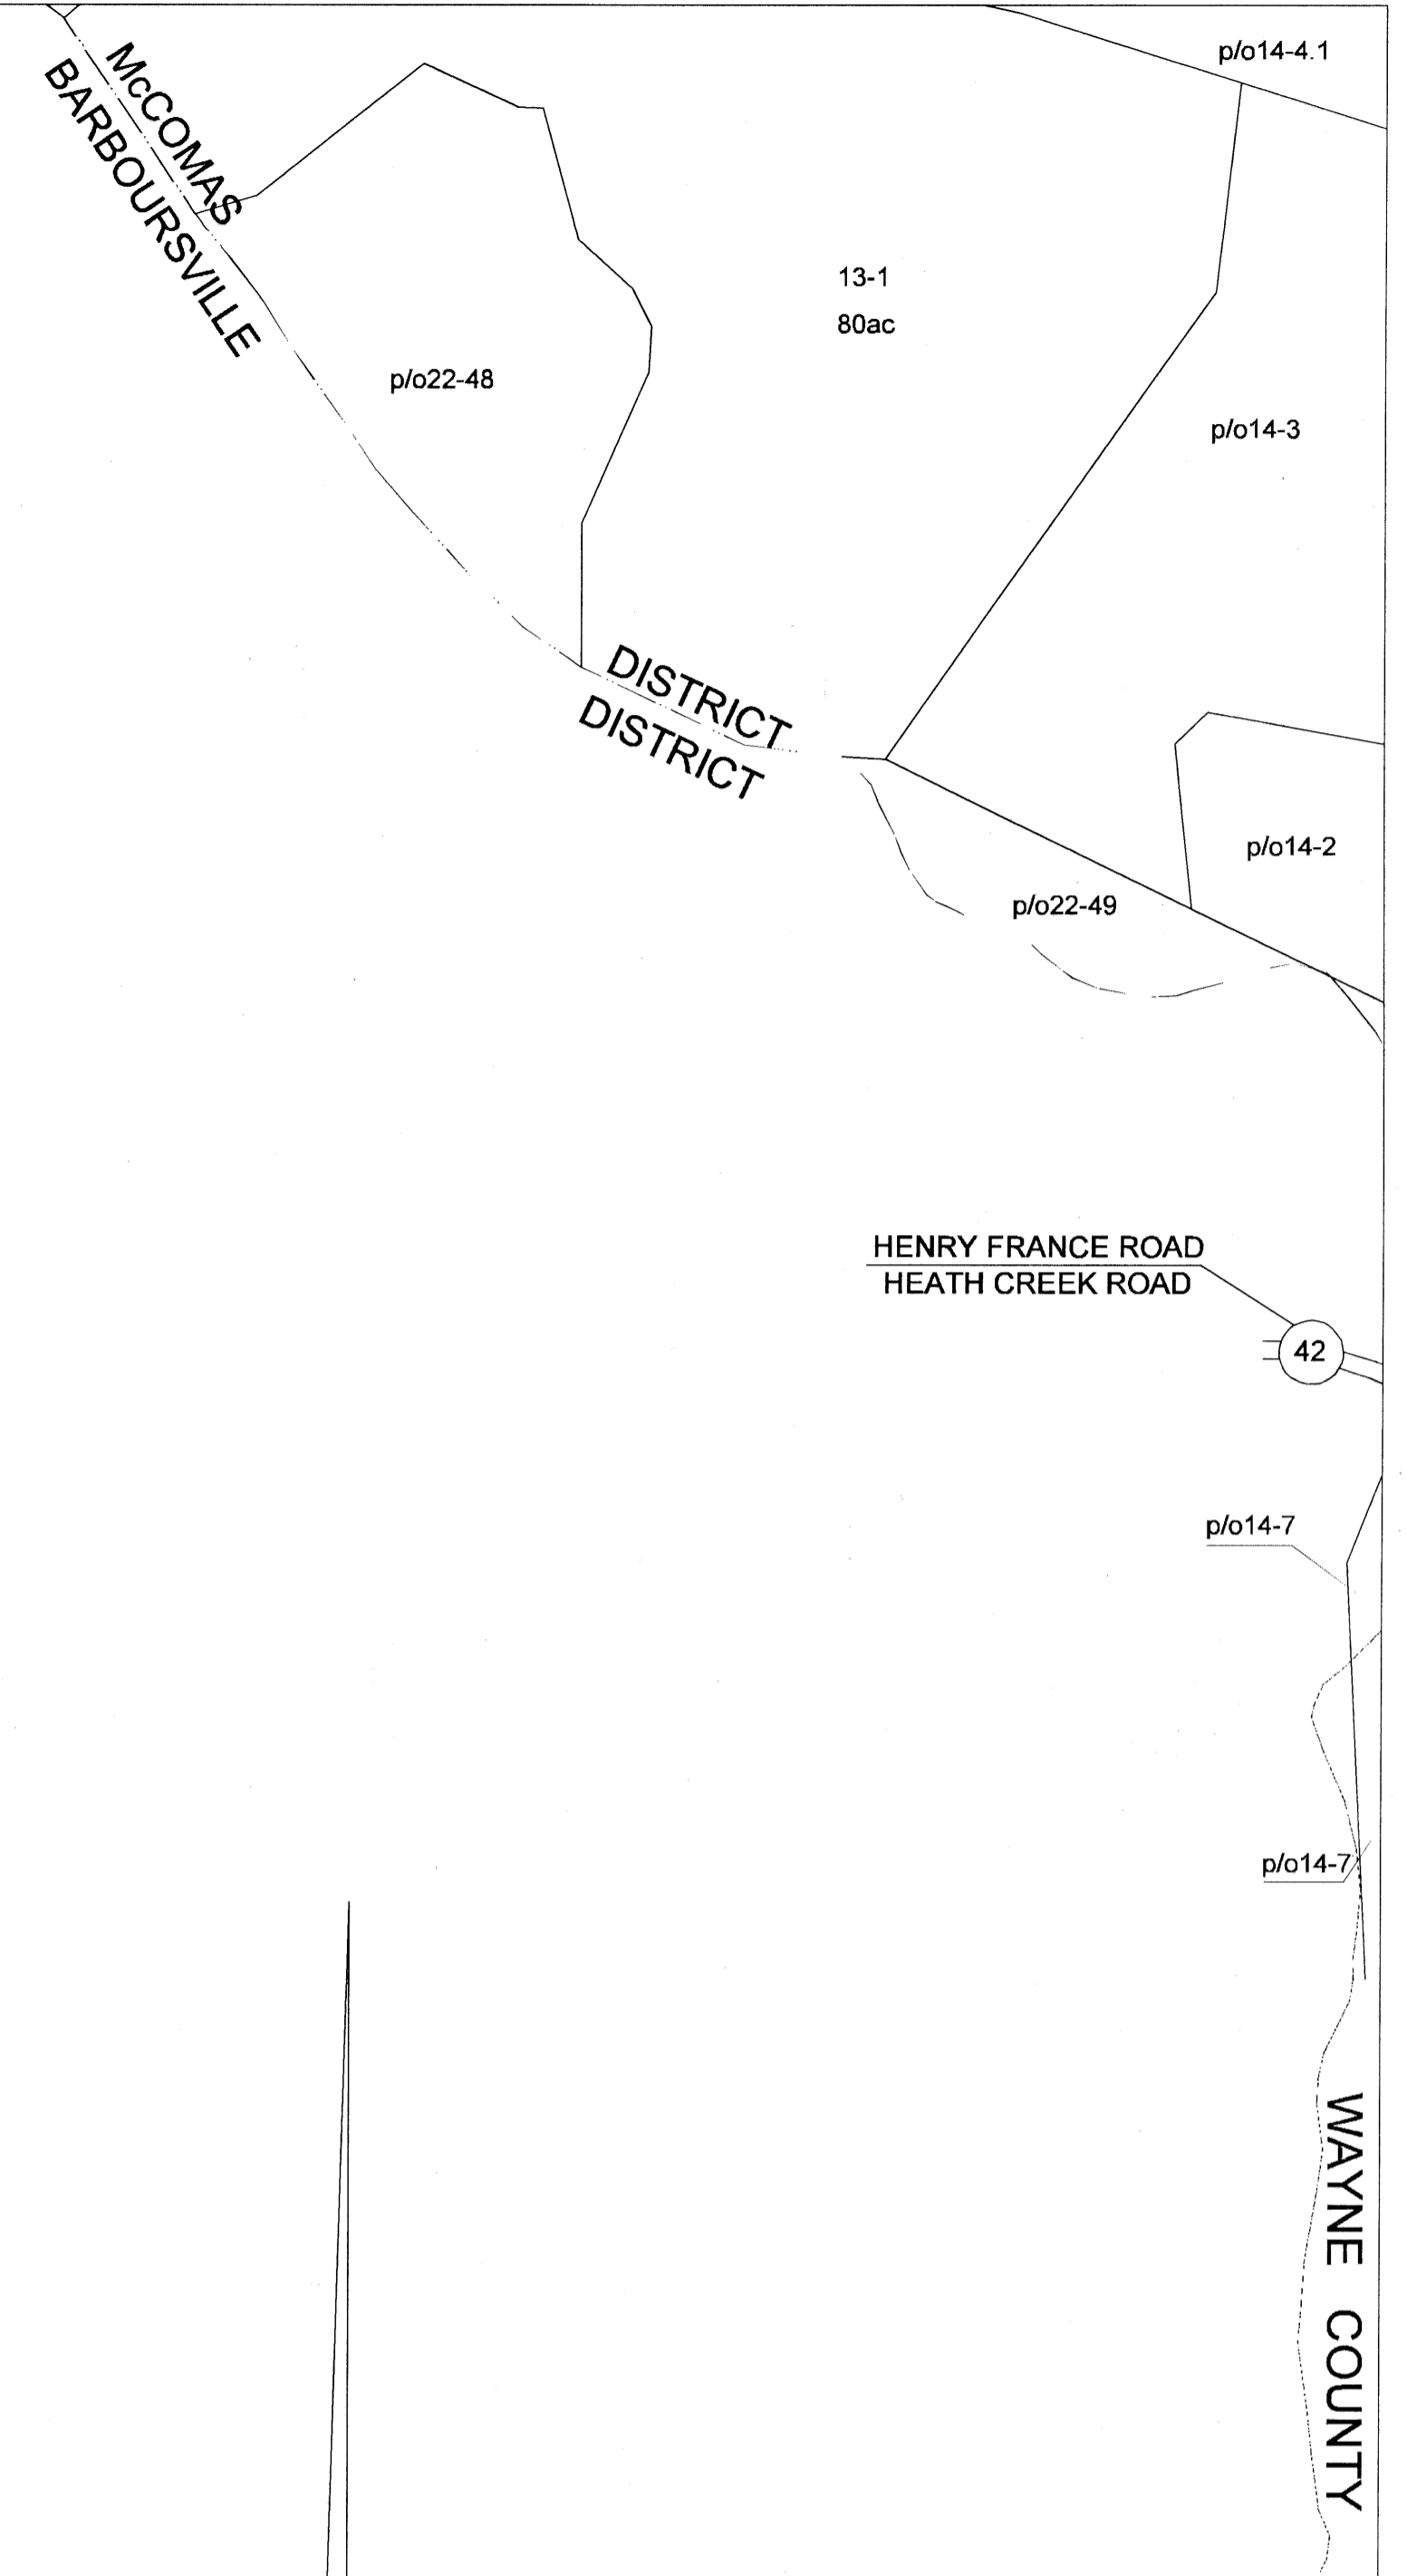 p/o14-4.1
McCOMAS
BARBOURSVILLE
13-1
80ac
p/o22-48
p/o14-3
DISTRICT
DISTRICT
p/o14-2
p/o22-49
HENRY FRANCE ROAD
HEATH CREEK ROAD
42
p/o14-7
p/o14-7
WAYNE COUNTY